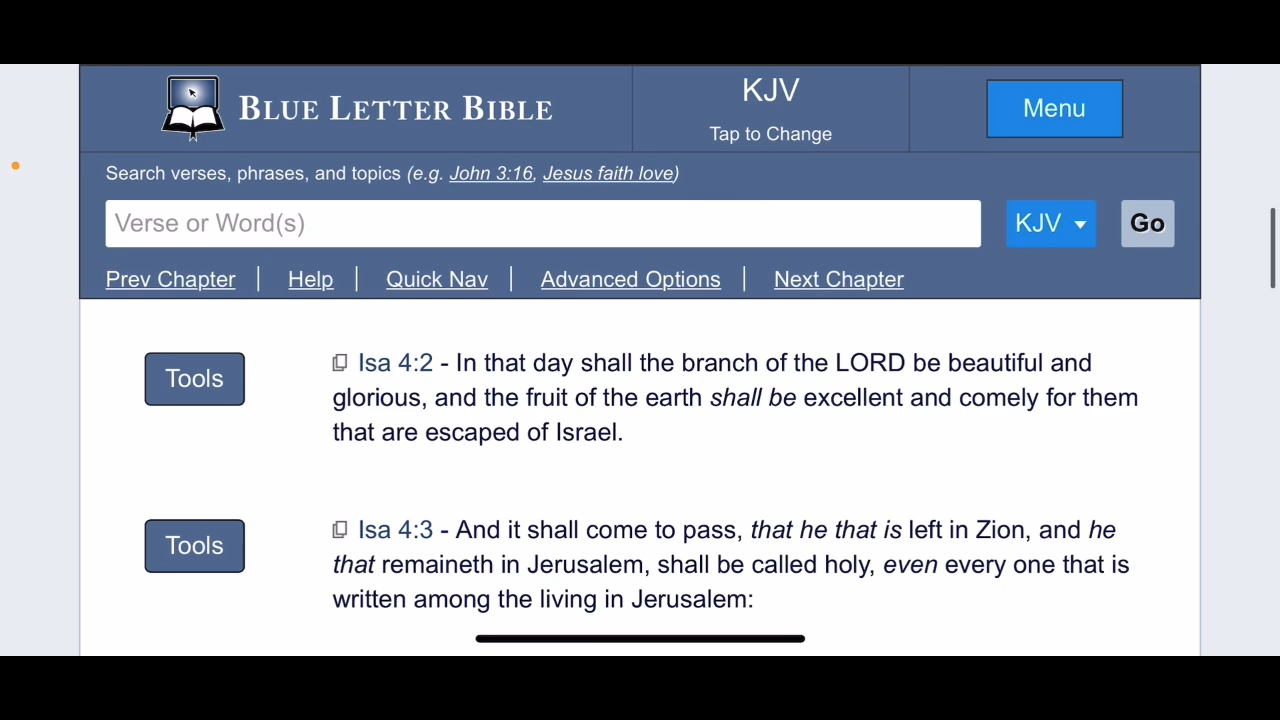 BLUE LETTER BIBLE
KJV
Tap to Change
Menu
Search verses, phrases, and topics (e.g. John 3:16, Jesus faith love)
Verse or Word(s)
KJV
Go
Prev Chapter | Help | Quick Nav | Advanced Options | Next Chapter
Tools
Isa 4:2 - In that day shall the branch of the LORD be beautiful and
glorious, and the fruit of the earth shall be excellent and comely for them
that are escaped of Israel.
Tools
Isa 4:3 - And it shall come to pass, that he that is left in Zion, and he
that remaineth in Jerusalem, shall be called holy, even every one that is
written among the living in Jerusalem: